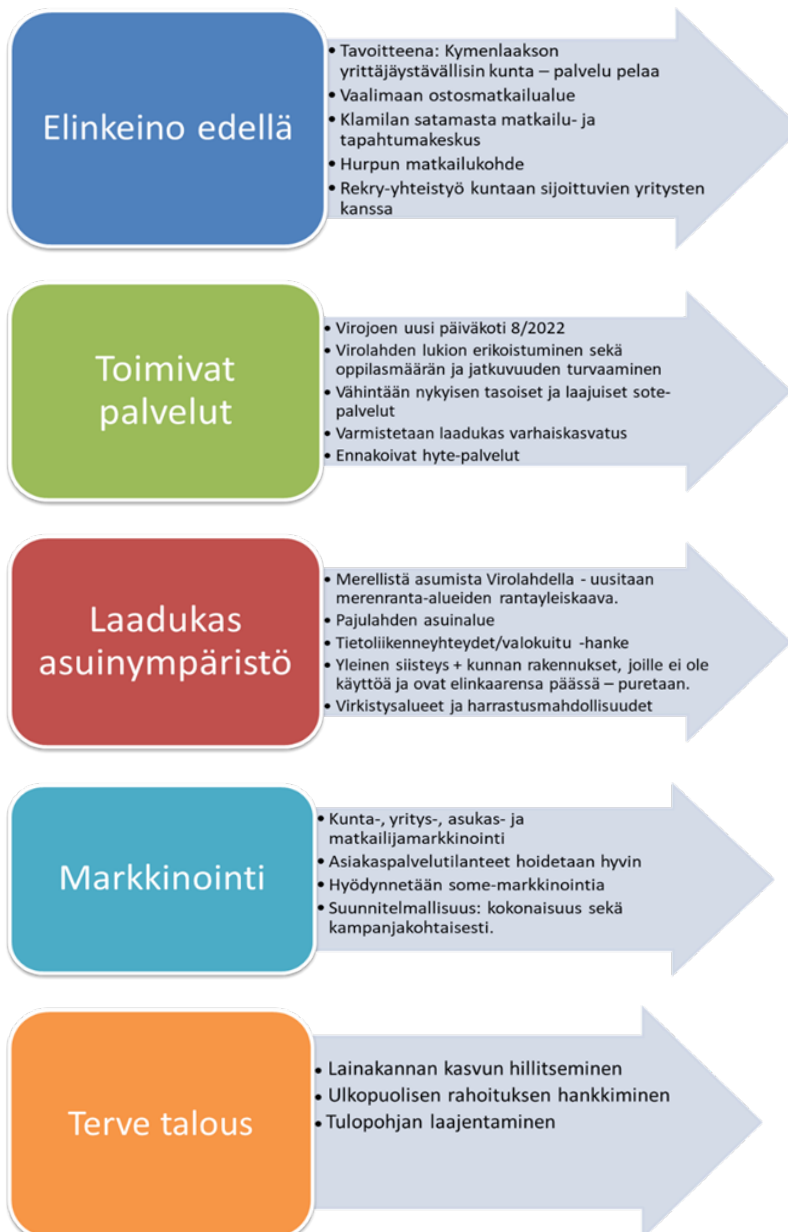 Elinkeino edellä
• Tavoitteena: Kymenlaakson
yrittäjäystävällisin kunta – palvelu pelaa
• Vaalimaan ostosmatkailualue
• Klamilan satamasta matkailu- ja
tapahtumakeskus
• Hurpun matkailukohde
• Rekry-yhteistyö kuntaan sijoittuvien yritysten
kanssa
Toimivat
palvelut
• Virojoen uusi päiväkoti 8/2022
• Virolahden lukion erikoistuminen sekä
oppilasmäärän ja jatkuvuuden turvaaminen
• Vähintään nykyisen tasoiset ja laajuiset sote-
palvelut
• Varmistetaan laadukas varhaiskasvatus
• Ennakoivat hyte-palvelut
Laadukas
asuinympäristö
• Merellistä asumista Virolahdella - uusitaan
merenranta-alueiden rantayleiskaava.
• Pajulahden asuinalue
• Tietoliikenneyhteydet/valokuitu -hanke
• Yleinen siisteys + kunnan rakennukset, joille ei ole
käyttöä ja ovat elinkaarensa päässä – puretaan.
• Virkistysalueet ja harrastusmahdollisuudet
Markkinointi
• Kunta-, yritys-, asukas- ja
matkailijamarkkinointi
• Asiakaspalvelutilanteet hoidetaan hyvin
• Hyödynnetään some-markkinointia
• Suunnitelmallisuus: kokonaisuus sekä
kampanjakohtaisesti.
Terve talous
• Lainakannan kasvun hillitseminen
• Ulkopuolisen rahoituksen hankkiminen
• Tulopohjan laajentaminen